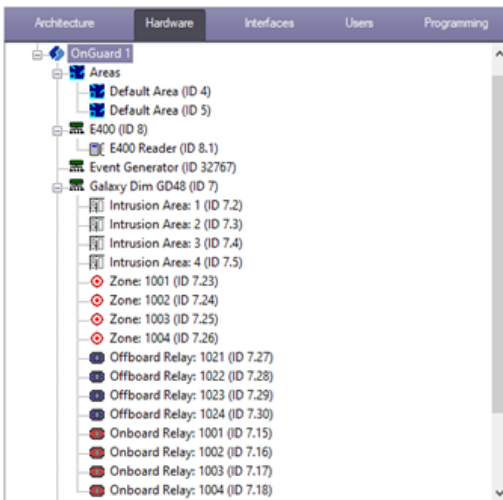 Architecture Hardware Interfaces Users Programming
OnGuard 1
Areas
Default Area (ID 4)
Default Area (ID 5)
E400 (ID 8)
E400 Reader (ID 8.1)
Event Generator (ID 32767)
Galaxy Dim GD48 (ID 7)
Intrusion Area: 1 (ID 7.2)
Intrusion Area: 2 (ID 7.3)
Intrusion Area: 3 (ID 7.4)
Intrusion Area: 4 (ID 7.5)
Zone: 1001 (ID 7.23)
Zone: 1002 (ID 7.24)
Zone: 1003 (ID 7.25)
Zone: 1004 (ID 7.26)
Offboard Relay: 1021 (ID 7.27)
Offboard Relay: 1022 (ID 7.28)
Offboard Relay: 1023 (ID 7.29)
Offboard Relay: 1024 (ID 7.30)
Onboard Relay: 1001 (ID 7.15)
Onboard Relay: 1002 (ID 7.16)
Onboard Relay: 1003 (ID 7.17)
Onboard Relay: 1004 (ID 7.18)